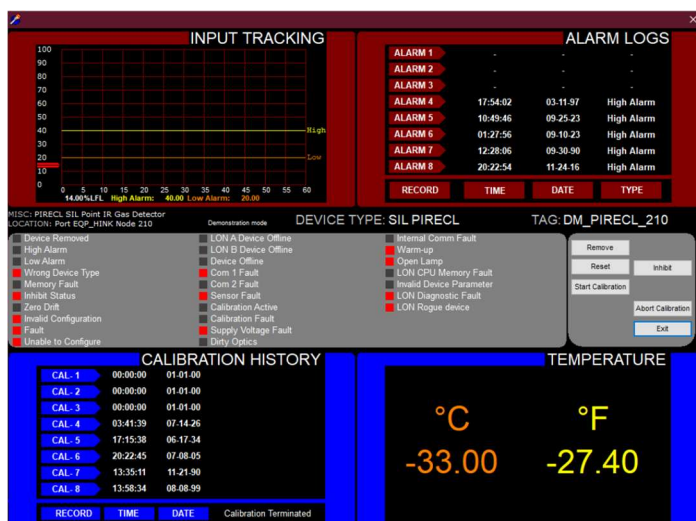 INPUT TRACKING
100
90
80
70
60
50
40
30
20
10
0
High
Low
0 5 10 15 20 25 30 35 40 45 50 55 60
14.00%LFL High Alarm: 40.00 Low Alarm: 20.00
ALARM LOGS
ALARM 1 - - -
ALARM 2 - - -
ALARM 3 - - -
ALARM 4 17:54:02 03-11-97 High Alarm
ALARM 5 10:49:46 09-25-23 High Alarm
ALARM 6 01:27:56 09-10-23 High Alarm
ALARM 7 12:28:06 09-30-90 High Alarm
ALARM 8 20:22:54 11-24-16 High Alarm
RECORD TIME DATE TYPE
MISC: PIRECL SIL Point IR Gas Detector
LOCATION: Port EQP_HINK Node 210
Demonstration mode
DEVICE TYPE: SIL PIRECL
TAG: DM_PIRECL_210
Device Removed
High Alarm
Low Alarm
Wrong Device Type
Memory Fault
Inhibit Status
Zero Drift
Invalid Configuration
Fault
Unable to Configure
LON A Device Offline
LON B Device Offline
Device Offline
Com 1 Fault
Com 2 Fault
Sensor Fault
Calibration Active
Calibration Fault
Supply Voltage Fault
Dirty Optics
Internal Comm Fault
Warm-up
Open Lamp
LON CPU Memory Fault
Invalid Device Parameter
LON Diagnostic Fault
LON Rogue device
Remove
Reset
Inhibit
Start Calibration
Abort Calibration
Exit
CALIBRATION HISTORY
CAL- 1 00:00:00 01-01-00
CAL- 2 00:00:00 01-01-00
CAL- 3 00:00:00 01-01-00
CAL- 4 03:41:39 07-14-26
CAL- 5 17:15:38 06-17-34
CAL- 6 20:22:45 07-08-05
CAL- 7 13:35:11 11-21-90
CAL- 8 13:58:34 08-08-99
RECORD TIME DATE Calibration Terminated
TEMPERATURE
°C °F
-33.00 -27.40